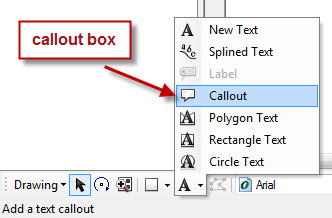 callout box
New Text
Splined Text
Label
Callout
Polygon Text
Rectangle Text
Circle Text
Drawing
A
Arial
Add a text callout